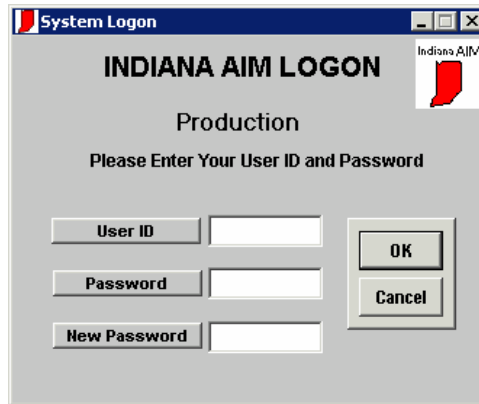 System Logon
INDIANA AIM LOGON
Indiana AIM
Production
Please Enter Your User ID and Password
User ID
OK
Password
Cancel
New Password